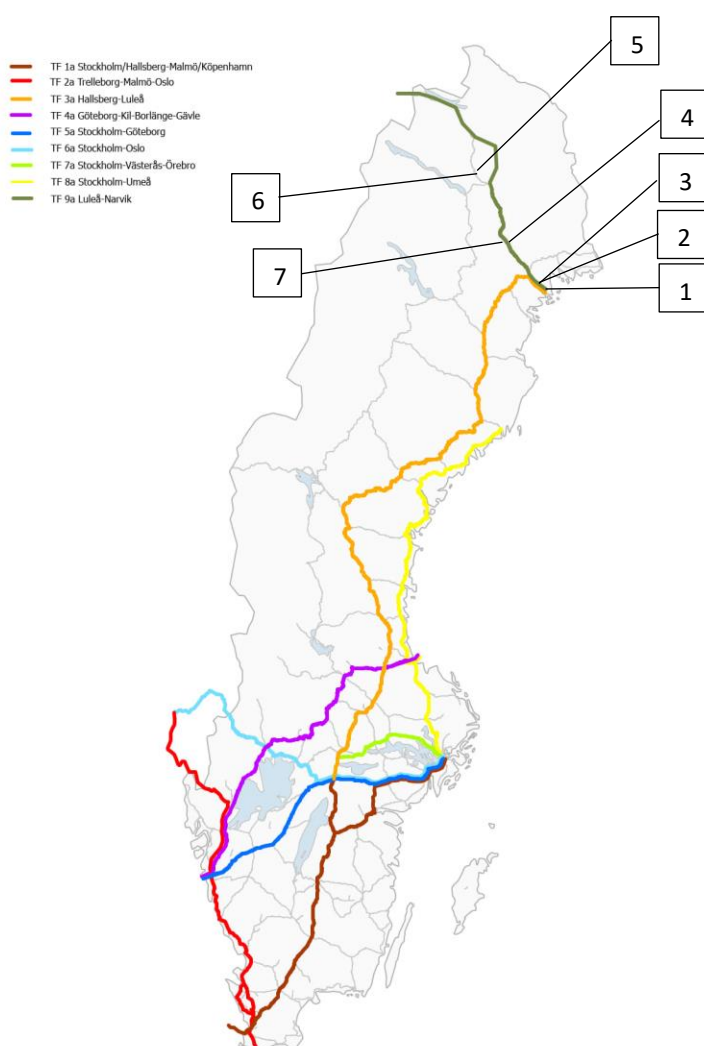 TF 1a Stockholm/Hallsberg-Malmö/Köpenhamn
TF 2a Trelleborg-Malmö-Oslo
TF 3a Hallsberg-Luleå
TF 4a Göteborg-Kil-Borlänge-Gävle
TF 5a Stockholm-Göteborg
TF 6a Stockholm-Oslo
TF 7a Stockholm-Västerås-Örebro
TF 8a Stockholm-Umeå
TF 9a Luleå-Narvik
5
4
3
6
2
7
1